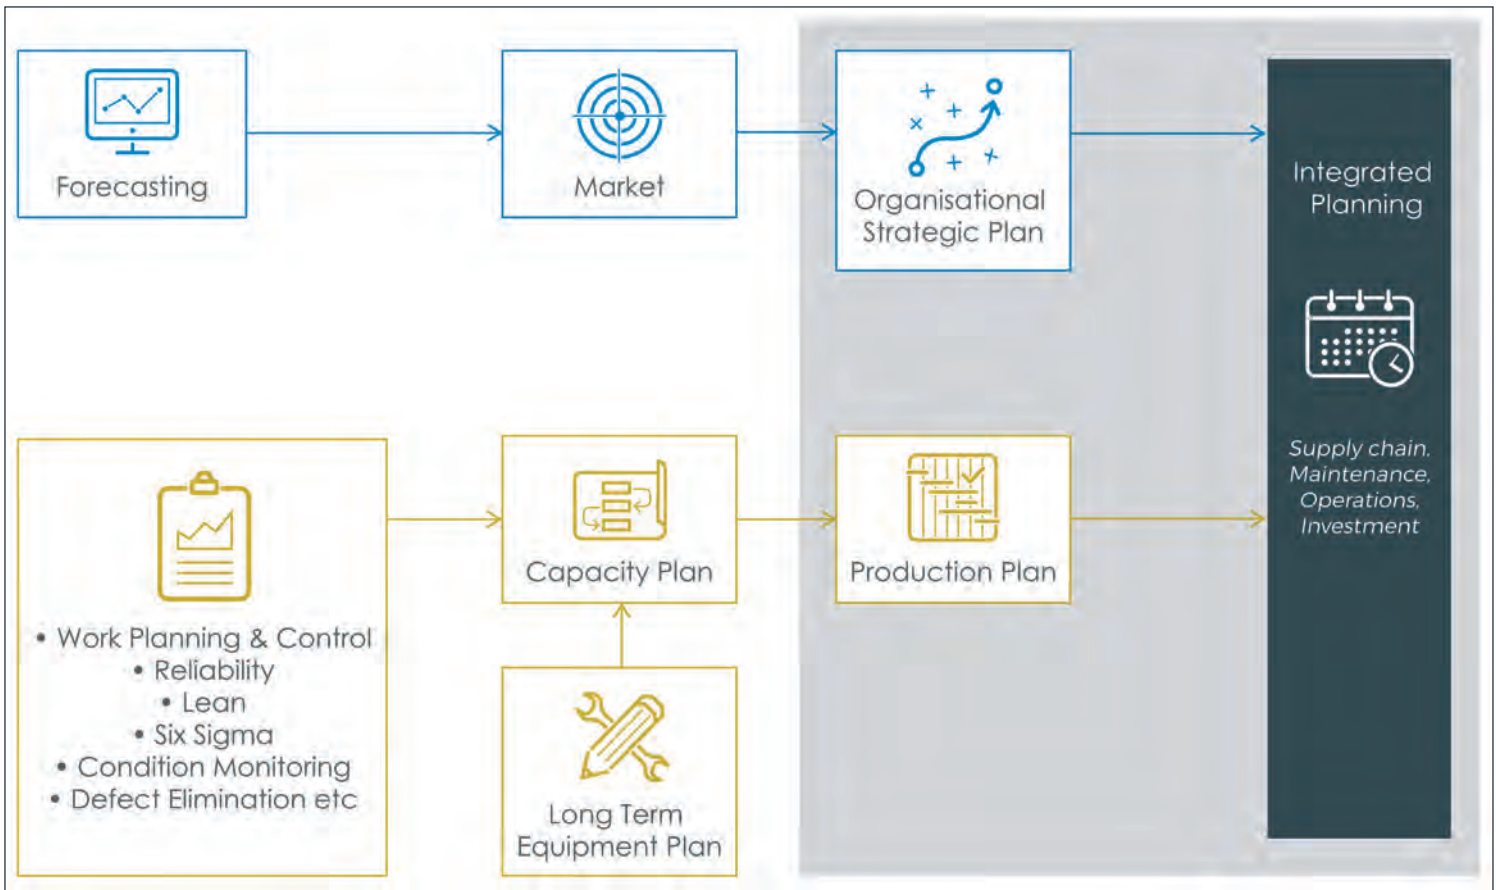 Forecasting
Market
Organisational
Strategic Plan
Integrated
Planning
Supply chain,
Maintenance,
Operations,
Investment
• Work Planning & Control
• Reliability
• Lean
• Six Sigma
• Condition Monitoring
• Defect Elimination etc
Capacity Plan
Production Plan
Long Term
Equipment Plan